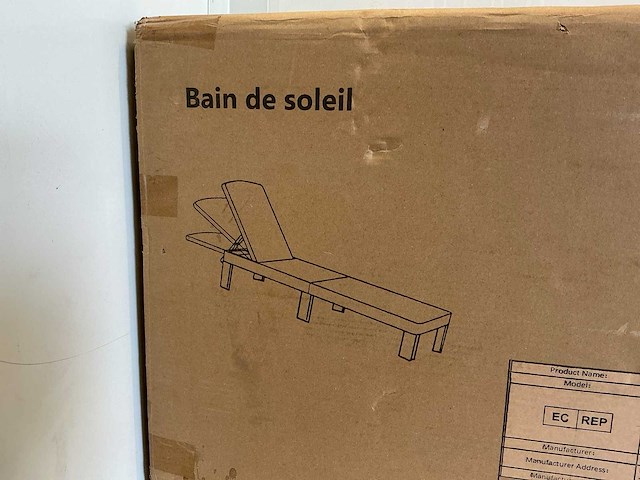 Bain de soleil
Product Name:
Model:
EC REP
Manufacturer:
Manufacturer Address: